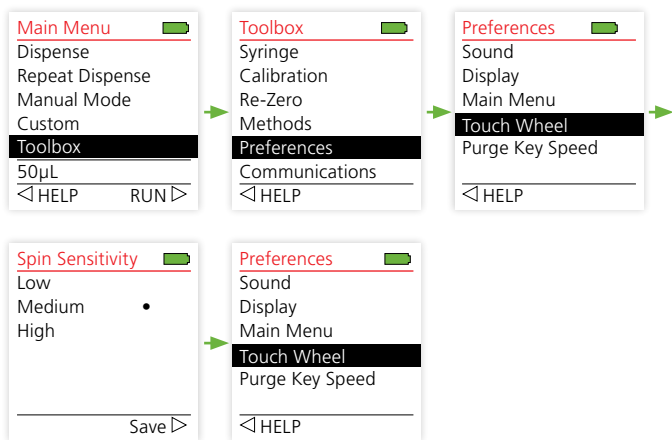 Main Menu
Dispense
Repeat Dispense
Manual Mode
Custom
Toolbox
50µL
HELP RUN
Toolbox
Syringe
Calibration
Re-Zero
Methods
Preferences
Communications
HELP
Preferences
Sound
Display
Main Menu
Touch Wheel
Purge Key Speed
HELP
Spin Sensitivity
Low
Medium •
High
Save
Preferences
Sound
Display
Main Menu
Touch Wheel
Purge Key Speed
HELP